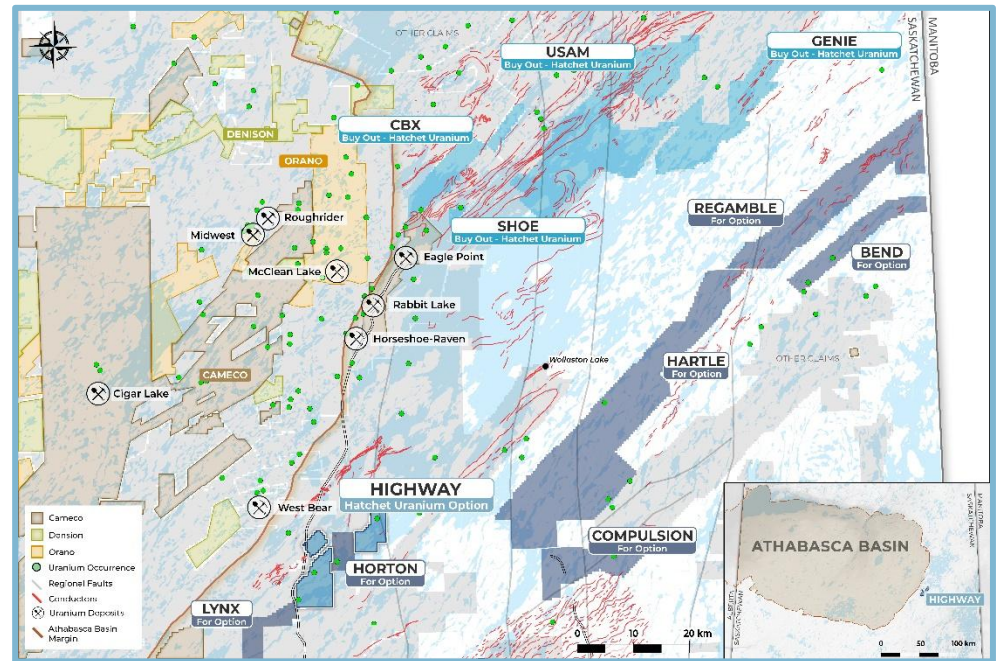 OTHER CLAIMS
USAM
Buy Out - Hatchet Uranium
GENIE
Buy Out - Hatchet Uranium
MANITOBA
SASKATCHEWAN
CBX
Buy Out - Hatchet Uranium
DENISON
ORANO
REGAMBLE
For Option
Roughrider
Midwest
SHOE
Buy Out - Hatchet Uranium
BEND
For Option
Eagle Point
McClean Lake
Rabbit Lake
Horseshoe-Raven
Wollaston Lake
HARTLE
For Option
OTHER CLAIMS
CAMECO
Cigar Lake
HIGHWAY
Hatchet Uranium Option
West Bear
COMPULSION
For Option
HORTON
For Option
LYNX
For Option
0 10 20 km
Cameco
Denison
Orano
Uranium Occurrence
Regional Faults
Conductors
Uranium Deposits
Athabasca Basin
Margin
MANITOBA
SASKATCHEWAN
ATHABASCA BASIN
HIGHWAY
ALBERTA
SASKATCHEWAN
0 50 100 km